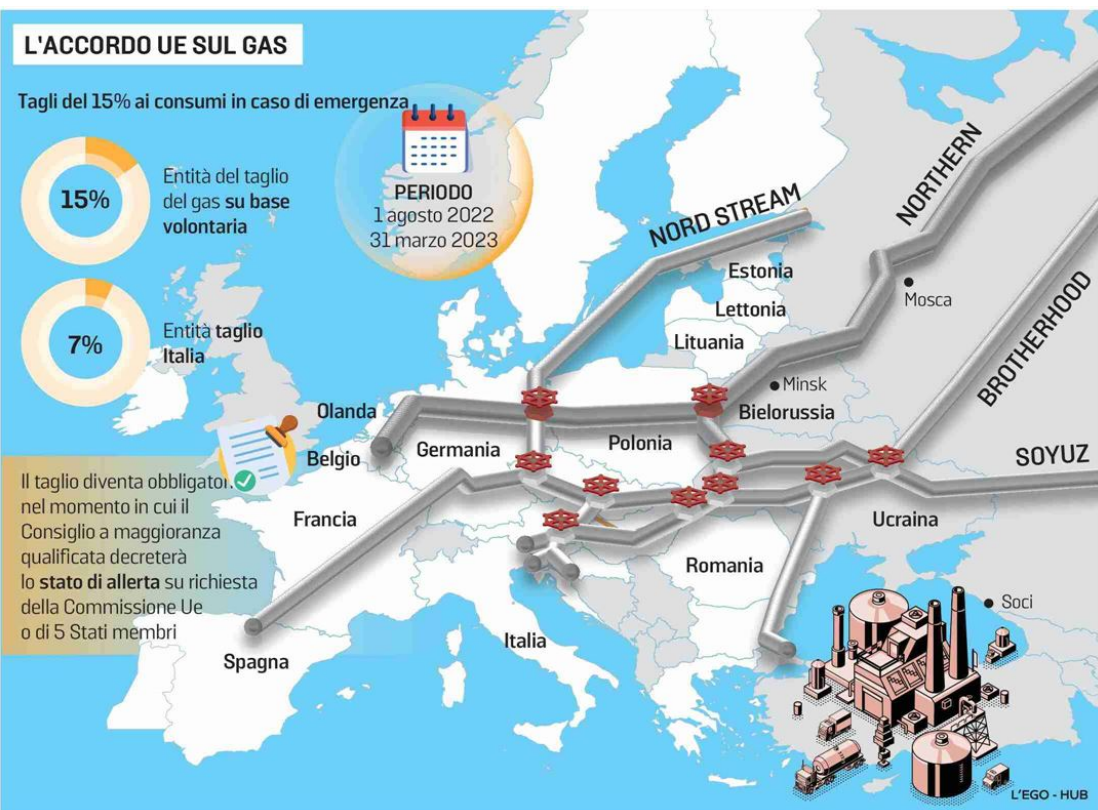 L'ACCORDO UE SUL GAS
Tagli del 15% ai consumi in caso di emergenza
15%
Entità del taglio
del gas su base
volontaria
7%
Entità taglio
Italia
PERIODO
1 agosto 2022
31 marzo 2023
Il taglio diventa obbligator
nel momento in cui il
Consiglio a maggioranza
qualificata decreterà
lo stato di allerta su richiesta
della Commissione Ue
o di 5 Stati membri
NORD STREAM
NORTHERN
BROTHERHOOD
SOYUZ
Estonia
Lettonia
Lituania
Mosca
Minsk
Bielorussia
Olanda
Belgio
Germania
Polonia
Francia
Ucraina
Romania
Soci
Italia
Spagna
L'EGO - HUB